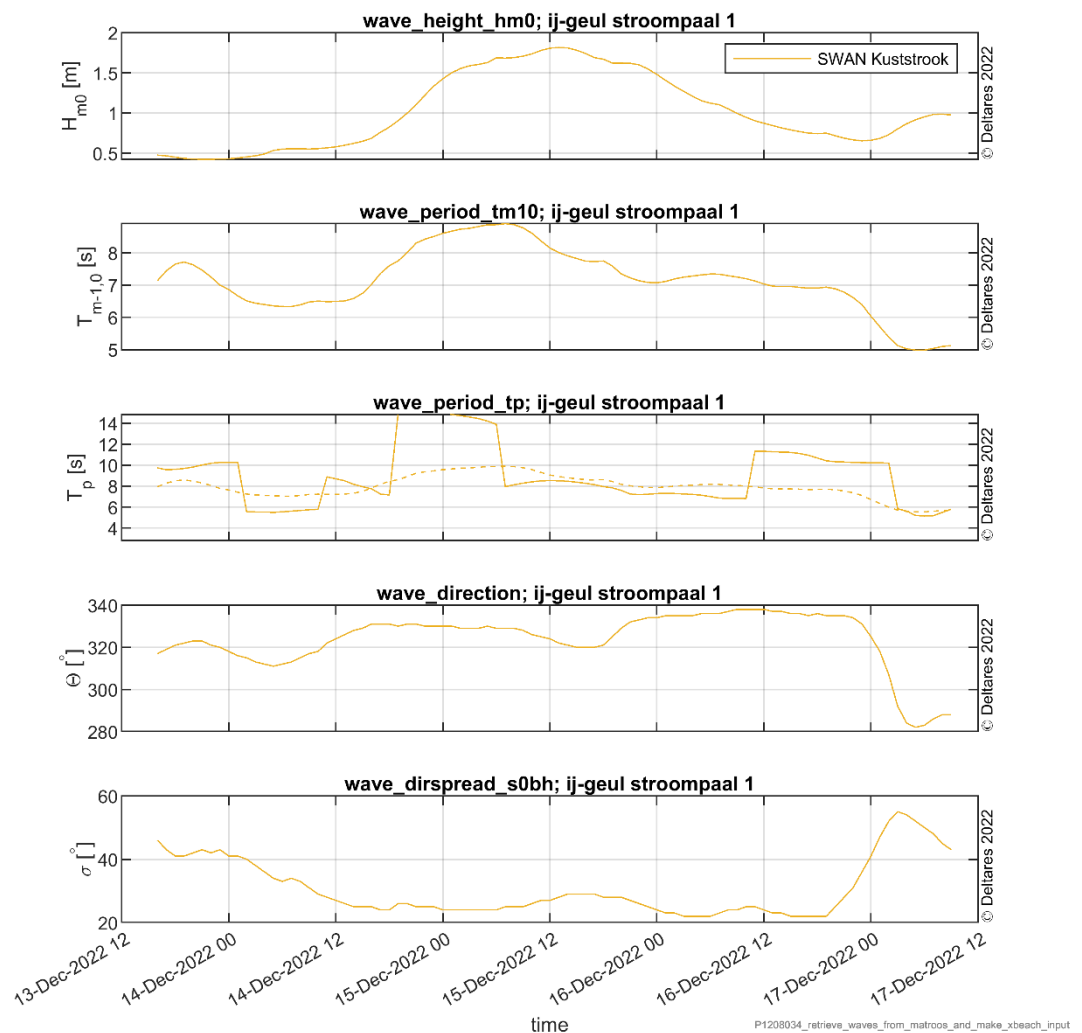 wave_height_hm0; ij-geul stroompaal 1
2
1.5
1
0.5
Hm0 [m]
SWAN Kuststrook
© Deltares 2022
wave_period_tm10; ij-geul stroompaal 1
8
7
6
5
Tm-1,0 [s]
© Deltares 2022
wave_period_tp; ij-geul stroompaal 1
14
12
10
8
6
4
Tp [s]
© Deltares 2022
wave_direction; ij-geul stroompaal 1
340
320
300
280
Θ [°]
© Deltares 2022
wave_dirspread_s0bh; ij-geul stroompaal 1
60
40
20
σ [°]
© Deltares 2022
13-Dec-2022 12
14-Dec-2022 00
14-Dec-2022 12
15-Dec-2022 00
15-Dec-2022 12
16-Dec-2022 00
16-Dec-2022 12
17-Dec-2022 00
17-Dec-2022 12
time
P1208034_retrieve_waves_from_matroos_and_make_xbeach_input